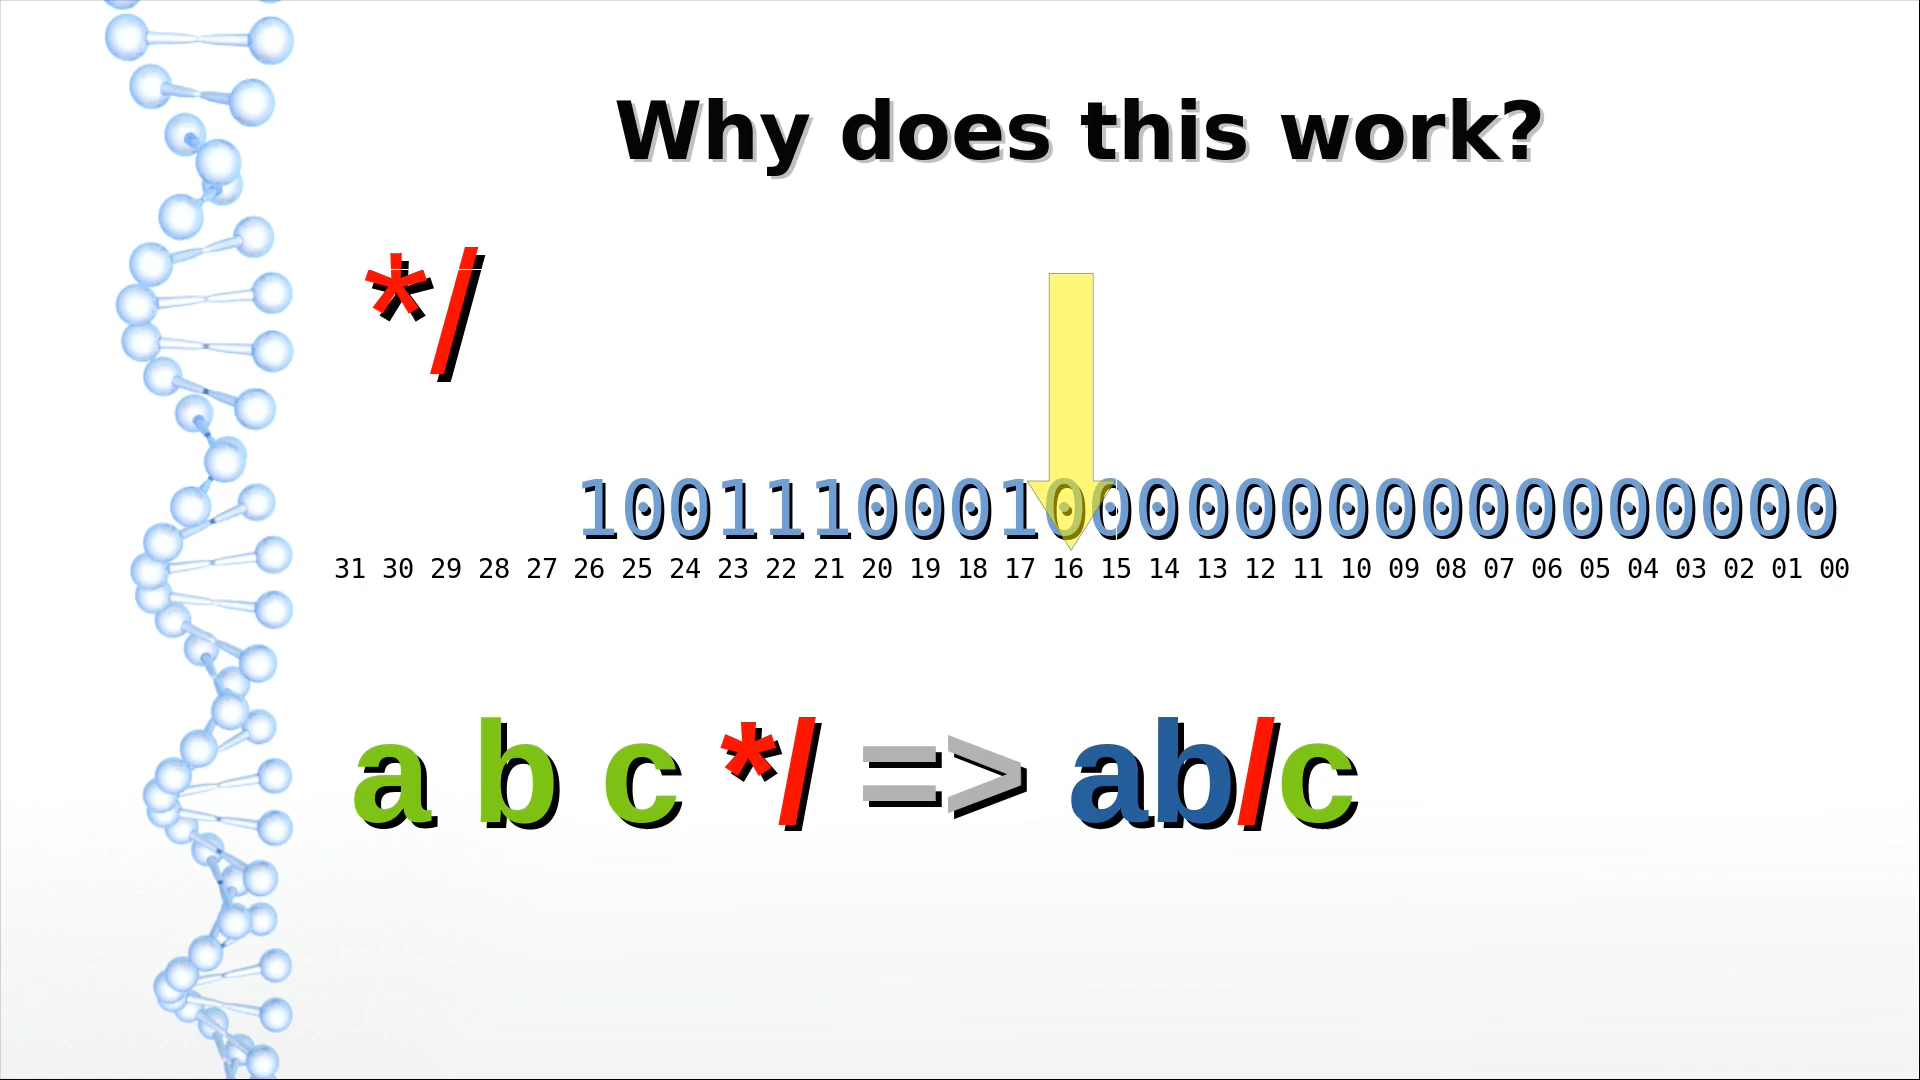 Why does this work?
*/
100111000100000000000000000
31 30 29 28 27 26 25 24 23 22 21 20 19 18 17 16 15 14 13 12 11 10 09 08 07 06 05 04 03 02 01 00
a b c */ => ab/c